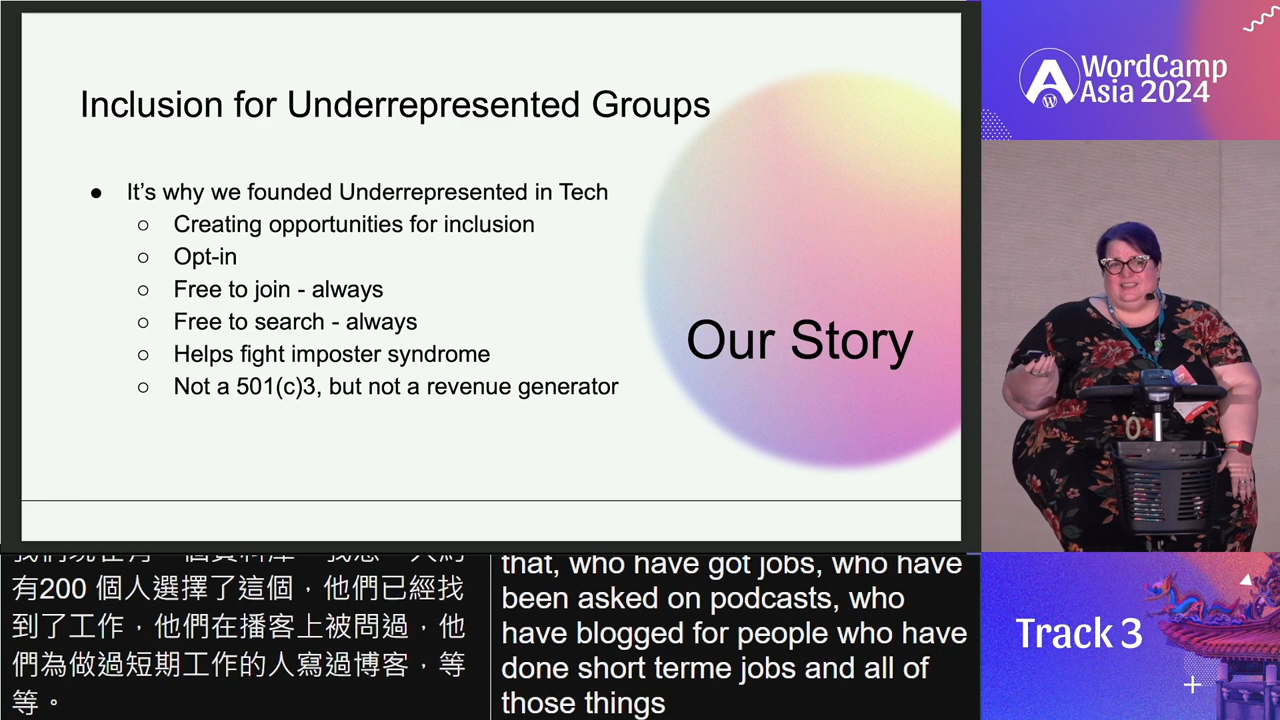 Inclusion for Underrepresented Groups
● It’s why we founded Underrepresented in Tech
○ Creating opportunities for inclusion
○ Opt-in
○ Free to join - always
○ Free to search - always
○ Helps fight imposter syndrome
○ Not a 501(c)3, but not a revenue generator
Our Story
WordCamp
Asia 2024
有200 個人選擇了這個，他們已經找
到了工作，他們在播客上被問過，他
們為做過短期工作的人寫過博客，等
等。
that, who have got jobs, who have
been asked on podcasts, who
have blogged for people who have
done short terme jobs and all of
those things
Track 3